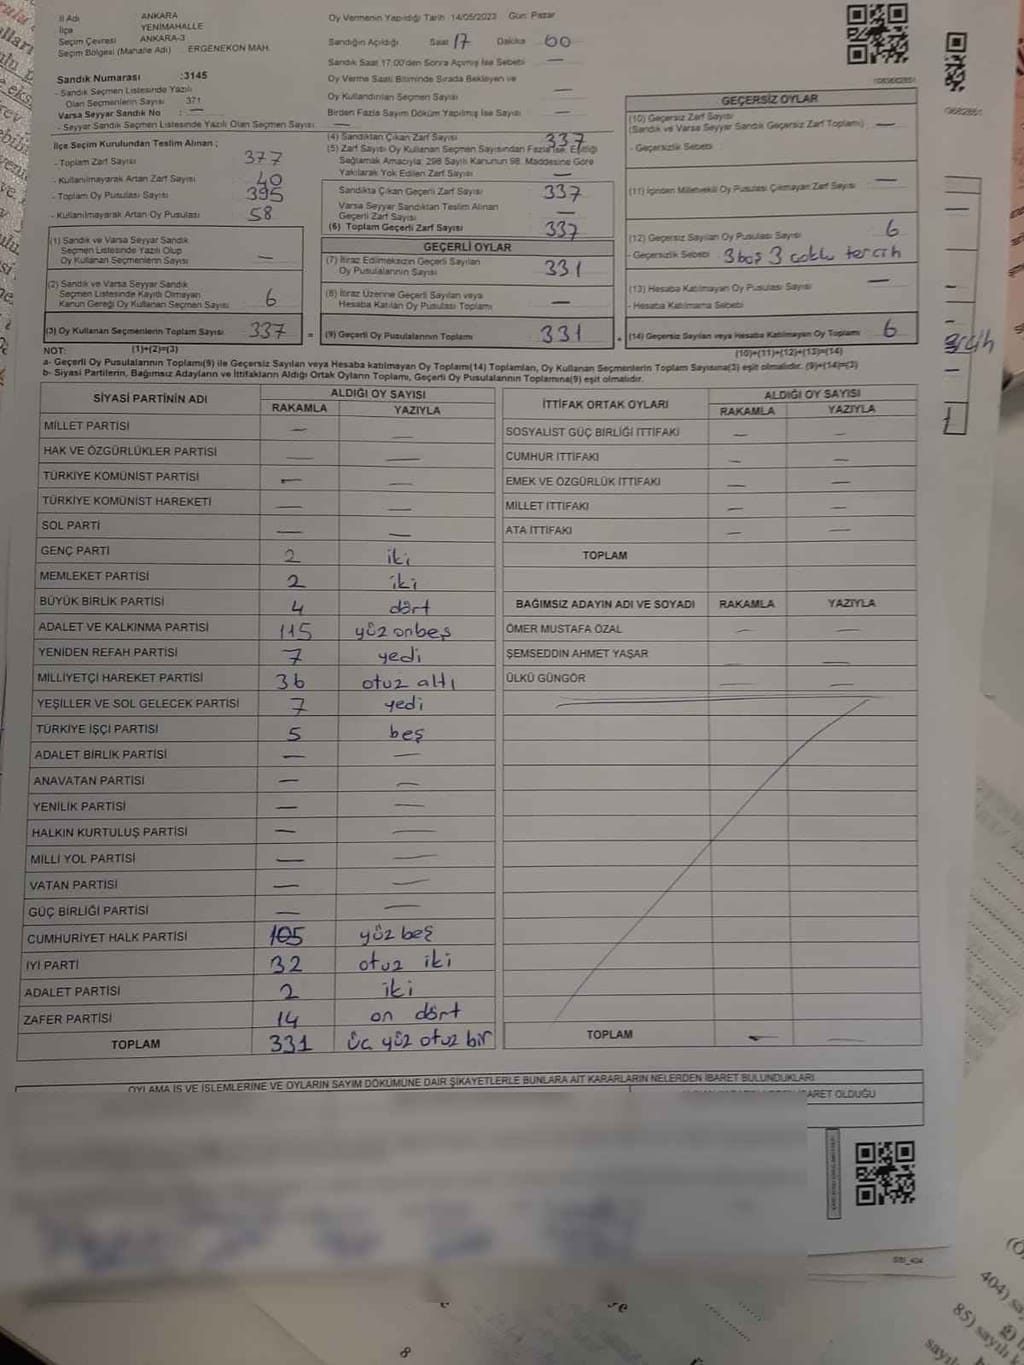 İl Adı ANKARA
İlçe YENİMAHALLE
Seçim Çevresi ANKARA-3
Seçim Bölgesi (Mahalle Adı) ERGENEKON MAH.
Sandık Numarası :3145
- Sandık Seçmen Listesinde Yazılı
Olan Seçmenlerin Sayısı 371
Varsa Seyyar Sandık No : —
- Seyyar Sandık Seçmen Listesinde Yazılı Olan Seçmen Sayısı : —
İlçe Seçim Kurulundan Teslim Alınan ;
- Toplam Zarf Sayısı 377
- Kullanılmayarak Artan Zarf Sayısı 40
- Toplam Oy Pusulası Sayısı 395
- Kullanılmayarak Artan Oy Pusulası 58
(1) Sandık ve Varsa Seyyar Sandık
Seçmen Listesinde Yazılı Olup
Oy Kullanan Seçmenlerin Sayısı —
(2) Sandık ve Varsa Seyyar Sandık
Seçmen Listesinde Kayıtlı Olmayan
Kanun Gereği Oy Kullanan Seçmen Sayısı 6
(3) Oy Kullanan Seçmenlerin Toplam Sayısı 337
(1)+(2)=(3)
Oy Vermenin Yapıldığı Tarih :14/05/2023 Gün: Pazar
Sandığın Açıldığı Saat 17 Dakika 00
Sandık Saat 17:00'den Sonra Açılmış İse Sebebi —
Oy Verme Saati Bitiminde Sırada Bekleyen ve
Oy Kullandırılan Seçmen Sayısı —
Birden Fazla Sayım Döküm Yapılmış İse Sayısı —
(4) Sandıktan Çıkan Zarf Sayısı 337
(5) Zarf Sayısı Oy Kullanan Seçmen Sayısından Fazla İse, Eşitliği
Sağlamak Amacıyla; 298 Sayılı Kanunun 98. Maddesine Göre
Yakılarak Yok Edilen Zarf Sayısı —
Sandıkta Çıkan Geçerli Zarf Sayısı 337
Varsa Seyyar Sandıktan Teslim Alınan
Geçerli Zarf Sayısı —
(6) Toplam Geçerli Zarf Sayısı 337
GEÇERLİ OYLAR
(7) İtiraz Edilmeksizin Geçerli Sayılan
Oy Pusulalarının Sayısı 331
(8) İtiraz Üzerine Geçerli Sayılan veya
Hesaba Katılan Oy Pusulası Toplamı —
= (9) Geçerli Oy Pusulalarının Toplamı 331
1069682851
GEÇERSİZ OYLAR
(10) Geçersiz Zarf Sayısı
(Sandık ve Varsa Seyyar Sandık Geçersiz Zarf Toplamı) —
- Geçersizlik Sebebi
(11) İçinden Milletvekili Oy Pusulası Çıkmayan Zarf Sayısı —
(12) Geçersiz Sayılan Oy Pusulası Sayısı 6
- Geçersizlik Sebebi 3 boş 3 çoklu tercih
(13) Hesaba Katılmayan Oy Pusulası Sayısı —
- Hesaba Katılmama Sebebi
+ (14) Geçersiz Sayılan veya Hesaba Katılmayan Oy Toplamı 6
(10)+(11)+(12)+(13)=(14)
NOT:
a- Geçerli Oy Pusulalarının Toplamı(9) ile Geçersiz Sayılan veya Hesaba katılmayan Oy Toplamı(14) Toplamları, Oy Kullanan Seçmenlerin Toplam Sayısına(3) eşit olmalıdır. (9)+(14)=(3)
b- Siyasi Partilerin, Bağımsız Adayların ve İttifakların Aldığı Ortak Oyların Toplamı, Geçerli Oy Pusulalarının Toplamına(9) eşit olmalıdır.
SİYASİ PARTİNİN ADI ALDIĞI OY SAYISI
RAKAMLA YAZIYLA
MİLLET PARTİSİ — —
HAK VE ÖZGÜRLÜKLER PARTİSİ — —
TÜRKİYE KOMÜNİST PARTİSİ — —
TÜRKİYE KOMÜNİST HAREKETİ — —
SOL PARTİ — —
GENÇ PARTİ 2 iki
MEMLEKET PARTİSİ 2 iki
BÜYÜK BİRLİK PARTİSİ 4 dört
ADALET VE KALKINMA PARTİSİ 115 yüz onbeş
YENİDEN REFAH PARTİSİ 7 yedi
MİLLİYETÇİ HAREKET PARTİSİ 36 otuz altı
YEŞİLLER VE SOL GELECEK PARTİSİ 7 yedi
TÜRKİYE İŞÇİ PARTİSİ 5 beş
ADALET BİRLİK PARTİSİ — —
ANAVATAN PARTİSİ — —
YENİLİK PARTİSİ — —
HALKIN KURTULUŞ PARTİSİ — —
MİLLİ YOL PARTİSİ — —
VATAN PARTİSİ — —
GÜÇ BİRLİĞİ PARTİSİ — —
CUMHURİYET HALK PARTİSİ 105 yüz beş
İYİ PARTİ 32 otuz iki
ADALET PARTİSİ 2 iki
ZAFER PARTİSİ 14 on dört
TOPLAM 331 üç yüz otuz bir
İTTİFAK ORTAK OYLARI ALDIĞI OY SAYISI
RAKAMLA YAZIYLA
SOSYALİST GÜÇ BİRLİĞİ İTTİFAKI — —
CUMHUR İTTİFAKI — —
EMEK VE ÖZGÜRLÜK İTTİFAKI — —
MİLLET İTTİFAKI — —
ATA İTTİFAKI — —
TOPLAM
BAĞIMSIZ ADAYIN ADI VE SOYADI RAKAMLA YAZIYLA
ÖMER MUSTAFA ÖZAL — —
ŞEMSEDDİN AHMET YAŞAR — —
ÜLKÜ GÜNGÖR — —
TOPLAM — —
OYLAMA İŞ VE İŞLEMLERİNE VE OYLARIN SAYIM DÖKÜMÜNE DAİR ŞİKAYETLERLE BUNLARA AİT KARARLARIN NELERDEN İBARET BULUNDUKLARI
BARET OLDUĞU
404) sa
85) sayılı
8